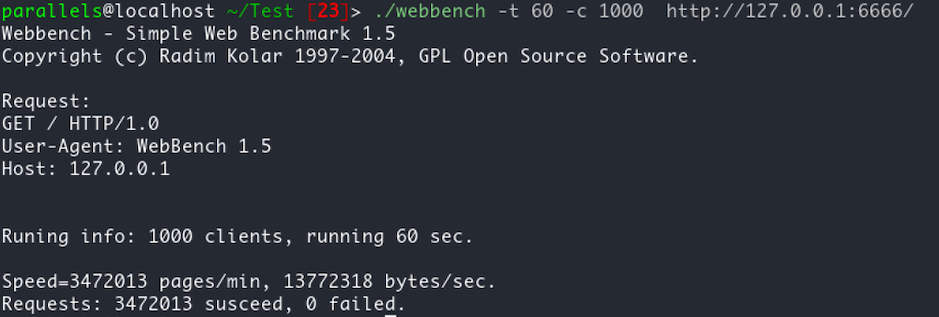 parallels@localhost ~/Test [23]> ./webbench -t 60 -c 1000  http://127.0.0.1:6666/
Webbench - Simple Web Benchmark 1.5
Copyright (c) Radim Kolar 1997-2004, GPL Open Source Software.
Request:
GET / HTTP/1.0
User-Agent: WebBench 1.5
Host: 127.0.0.1
Runing info: 1000 clients, running 60 sec.
Speed=3472013 pages/min, 13772318 bytes/sec.
Requests: 3472013 susceed, 0 failed.